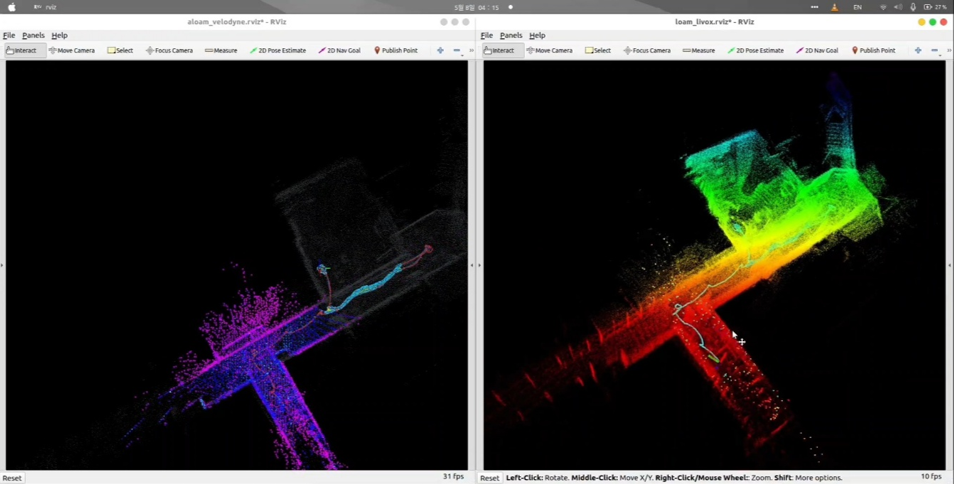 rviz 5월 8일 04 : 15 EN 27 %
aloam_velodyne.rviz* - RViz
File Panels Help
Interact Move Camera Select Focus Camera Measure 2D Pose Estimate 2D Nav Goal Publish Point
Reset 31 fps
loam_livox.rviz* - RViz
File Panels Help
Interact Move Camera Select Focus Camera Measure 2D Pose Estimate 2D Nav Goal Publish Point
Reset Left-Click: Rotate. Middle-Click: Move X/Y. Right-Click/Mouse Wheel:: Zoom. Shift: More options. 10 fps